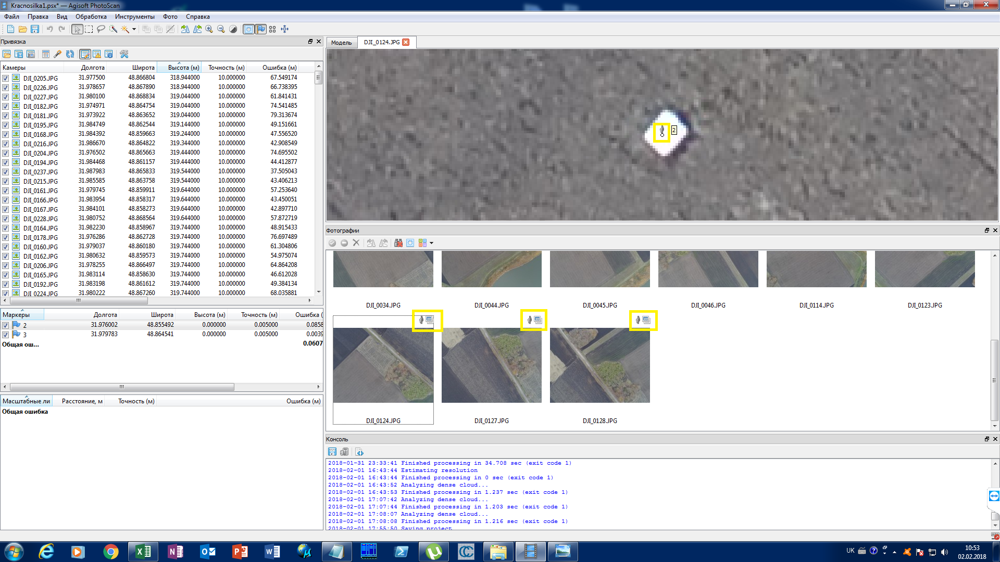 Kracnosilka1.psx* — Agisoft PhotoScan
Файл Правка Вид Обработка Инструменты Фото Справка
Привязка
Камеры Долгота Широта Высота (м) Точность (м) Ошибка (м)
DJI_0205.JPG 31.977500 48.866804 318.944000 10.000000 67.549174
DJI_0226.JPG 31.978657 48.867890 318.944000 10.000000 66.738395
DJI_0227.JPG 31.980100 48.868834 319.044000 10.000000 61.841431
DJI_0182.JPG 31.974971 48.864754 319.044000 10.000000 74.541485
DJI_0181.JPG 31.973922 48.863652 319.044000 10.000000 79.313674
DJI_0195.JPG 31.984749 48.862544 319.144000 10.000000 49.151661
DJI_0168.JPG 31.984392 48.859663 319.244000 10.000000 47.556520
DJI_0216.JPG 31.986670 48.864822 319.344000 10.000000 42.908549
DJI_0204.JPG 31.976502 48.865663 319.444000 10.000000 74.695502
DJI_0194.JPG 31.984468 48.861157 319.444000 10.000000 44.412877
DJI_0237.JPG 31.987983 48.865833 319.544000 10.000000 37.505043
DJI_0215.JPG 31.985585 48.863758 319.544000 10.000000 43.406213
DJI_0161.JPG 31.979745 48.859911 319.644000 10.000000 57.253640
DJI_0166.JPG 31.983954 48.858317 319.644000 10.000000 43.450051
DJI_0167.JPG 31.984101 48.858273 319.644000 10.000000 42.897710
DJI_0228.JPG 31.980752 48.868564 319.644000 10.000000 57.872719
DJI_0164.JPG 31.982230 48.858967 319.744000 10.000000 48.915433
DJI_0178.JPG 31.976286 48.862728 319.744000 10.000000 76.697489
DJI_0160.JPG 31.979037 48.860180 319.744000 10.000000 61.304806
DJI_0162.JPG 31.980632 48.859573 319.744000 10.000000 54.975074
DJI_0206.JPG 31.978255 48.866497 319.744000 10.000000 64.864208
DJI_0165.JPG 31.983114 48.858630 319.744000 10.000000 46.612028
DJI_0192.JPG 31.983198 48.861612 319.744000 10.000000 49.384134
DJI_0224.JPG 31.980222 48.867260 319.744000 10.000000 68.035881
Маркеры Долгота Широта Высота (м) Точность (м) Ошибка (м)
2 31.976002 48.855492 0.000000 0.005000 0.0858
3 31.979783 48.864541 0.000000 0.005000 0.0039
Общая ош... 0.0607
Масштабные ли Расстояние, м Точность (м) Ошибка (м)
Общая ошибка
Модель DJI_0124.JPG
2
Фотографии
DJI_0034.JPG DJI_0044.JPG DJI_0045.JPG DJI_0046.JPG DJI_0114.JPG DJI_0123.JPG
DJI_0124.JPG DJI_0127.JPG DJI_0128.JPG
Консоль
2018-01-31 23:33:41 Finished processing in 34.708 sec (exit code 1)
2018-02-01 16:43:44 Estimating resolution
2018-02-01 16:43:44 Finished processing in 0 sec (exit code 1)
2018-02-01 16:43:52 Analyzing dense cloud...
2018-02-01 16:43:53 Finished processing in 1.237 sec (exit code 1)
2018-02-01 17:07:42 Analyzing dense cloud...
2018-02-01 17:07:44 Finished processing in 1.203 sec (exit code 1)
2018-02-01 17:08:07 Analyzing dense cloud...
2018-02-01 17:08:08 Finished processing in 1.216 sec (exit code 1)
2018-02-01 17:55:50 Saving project
UK 10:53
02.02.2018